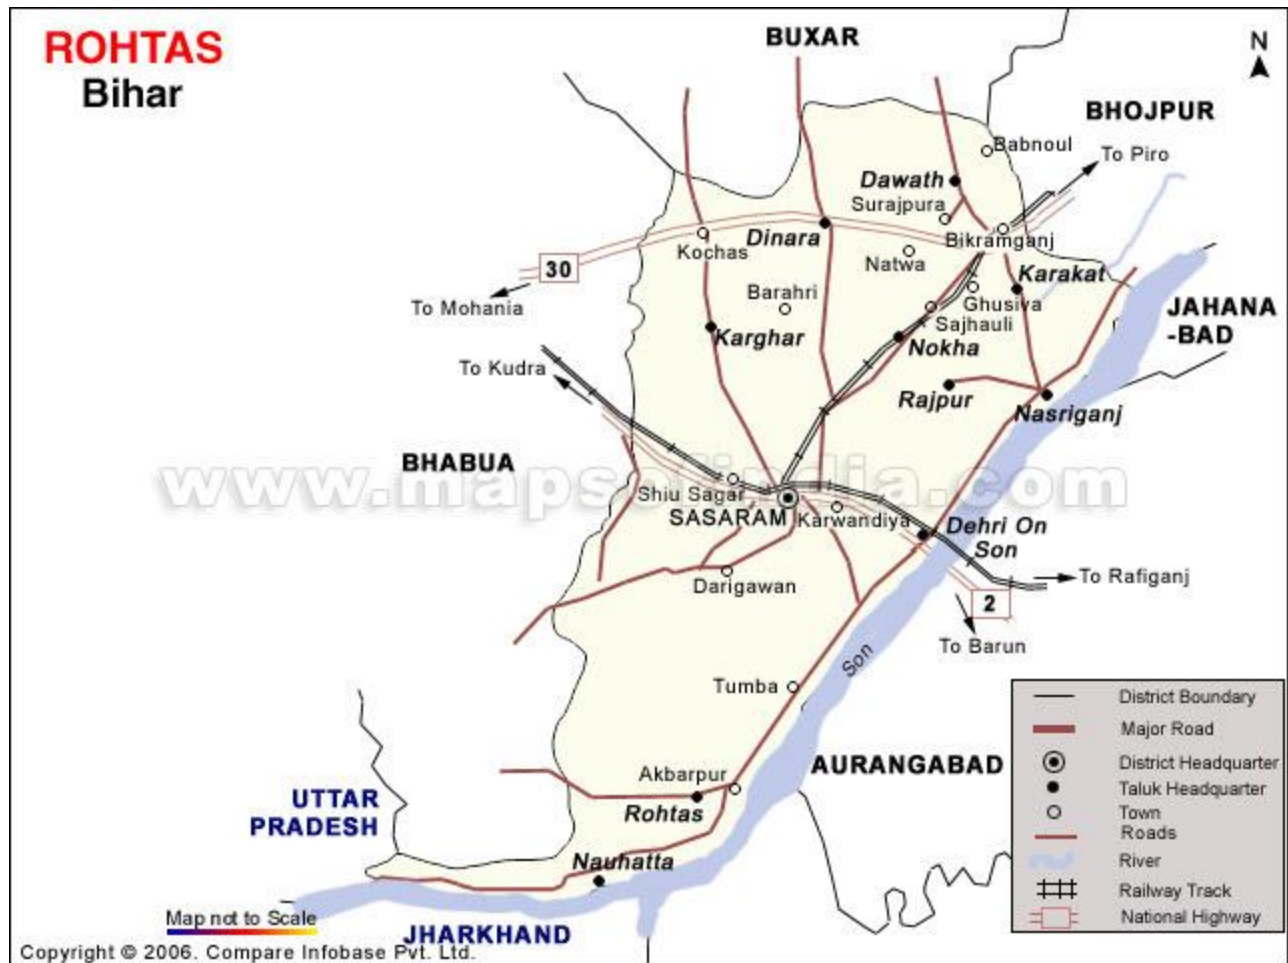 ROHTAS
Bihar
BUXAR
N
BHOJPUR
Babnoul
To Piro
Dawath
Surajpura
Dinara
Bikramganj
Kochas
Natwa
Karakat
30
To Mohania
Barahri
Ghusiva
Sajhauli
JAHANA
-BAD
Karghar
Nokha
To Kudra
Rajpur
Nasriganj
BHABUA
www.mapsofindia.com
Shiu Sagar
SASARAM
Karwandiya
Dehri On
Son
Darigawan
To Rafiganj
2
To Barun
Son
Tumba
District Boundary
Major Road
District Headquarter
Taluk Headquarter
Town
Roads
River
Railway Track
National Highway
AURANGABAD
Akbarpur
Rohtas
UTTAR
PRADESH
Nauhatta
Map not to Scale
JHARKHAND
Copyright © 2006. Compare Infobase Pvt. Ltd.